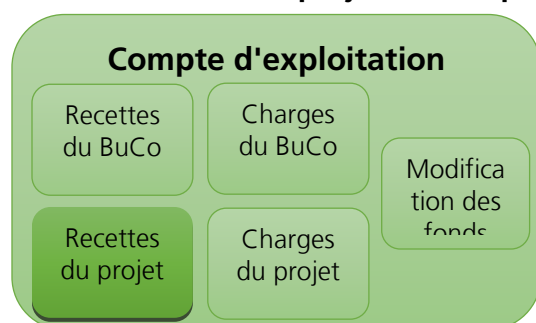 Compte d'exploitation
Recettes
du BuCo
Charges
du BuCo
Modifica
tion des
fonds
Recettes
du projet
Charges
du projet